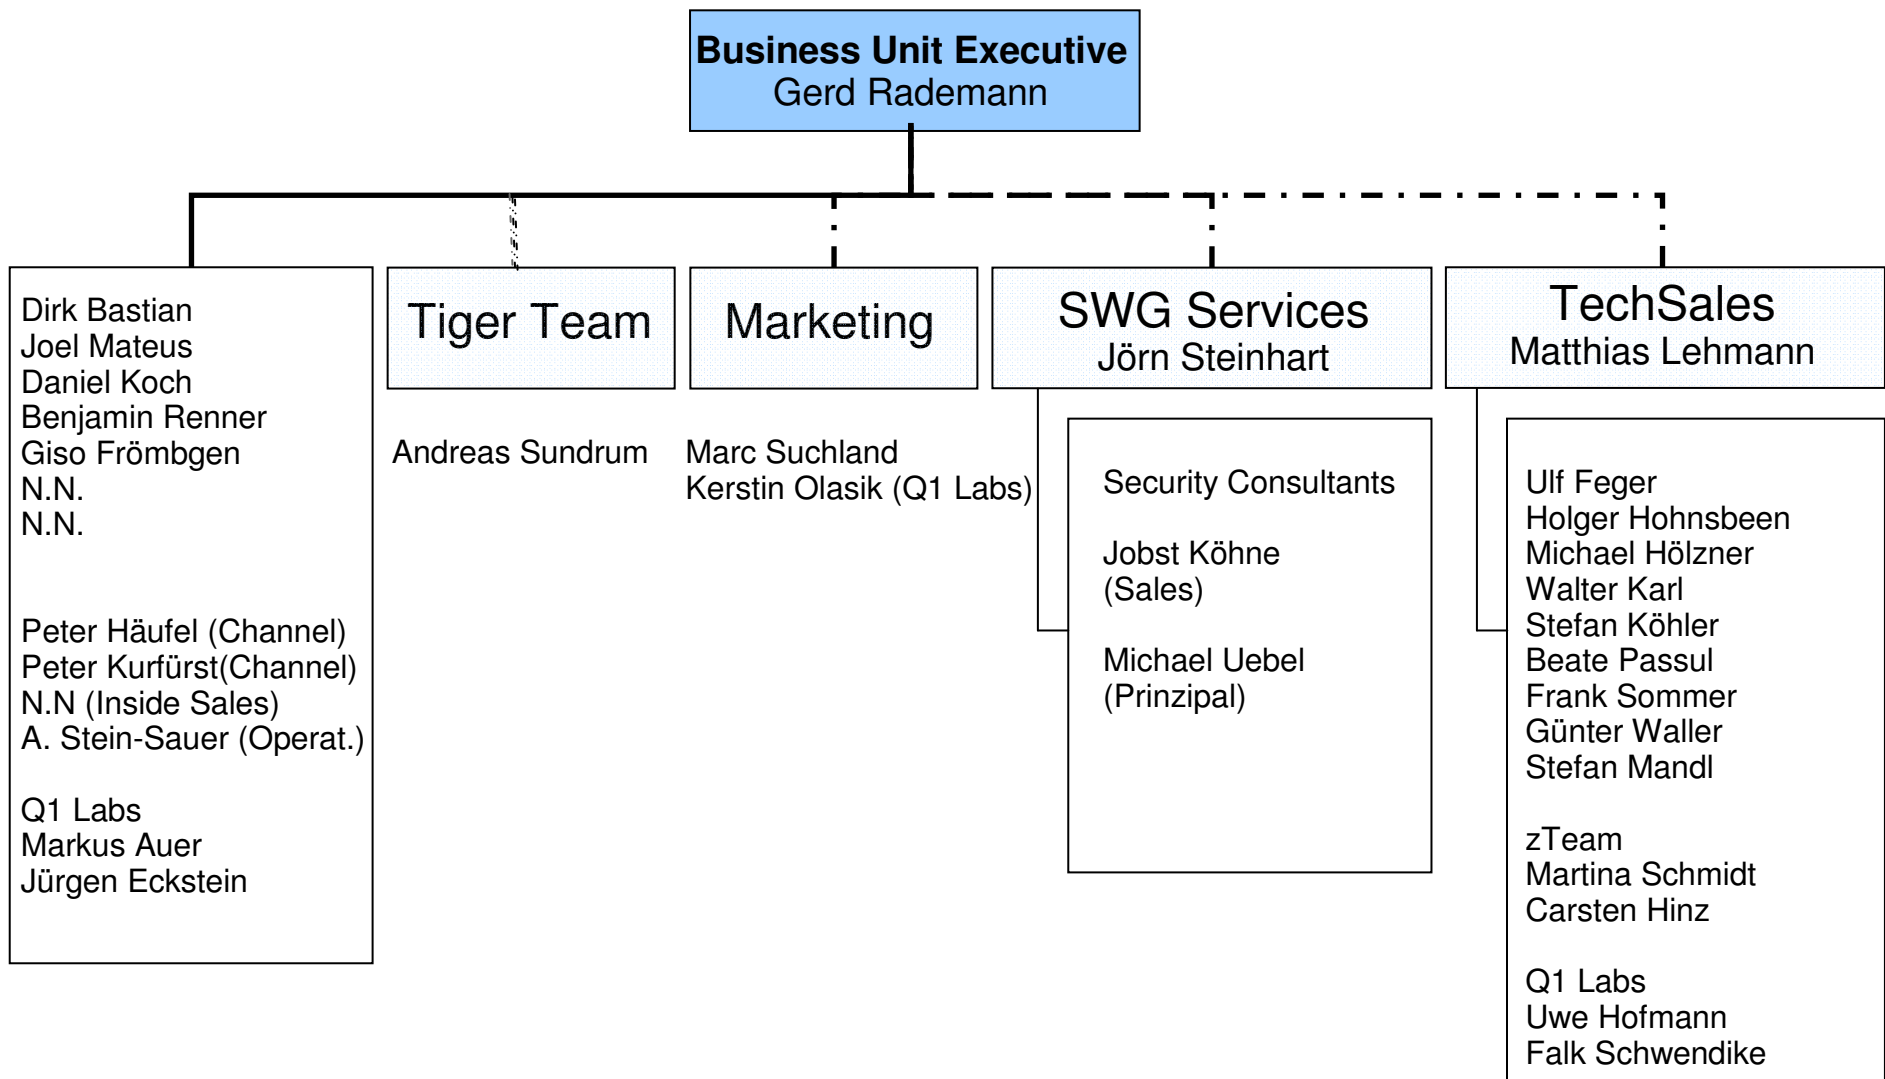 Business Unit Executive
Gerd Rademann
Dirk Bastian
Joel Mateus
Daniel Koch
Benjamin Renner
Giso Frömbgen
N.N.
N.N.
Peter Häufel (Channel)
Peter Kurfürst(Channel)
N.N (Inside Sales)
A. Stein-Sauer (Operat.)
Q1 Labs
Markus Auer
Jürgen Eckstein
Tiger Team
Andreas Sundrum
Marketing
Marc Suchland
Kerstin Olasik (Q1 Labs)
SWG Services
Jörn Steinhart
Security Consultants
Jobst Köhne
(Sales)
Michael Uebel
(Prinzipal)
TechSales
Matthias Lehmann
Ulf Feger
Holger Hohnsbeen
Michael Hölzner
Walter Karl
Stefan Köhler
Beate Passul
Frank Sommer
Günter Waller
Stefan Mandl
zTeam
Martina Schmidt
Carsten Hinz
Q1 Labs
Uwe Hofmann
Falk Schwendike